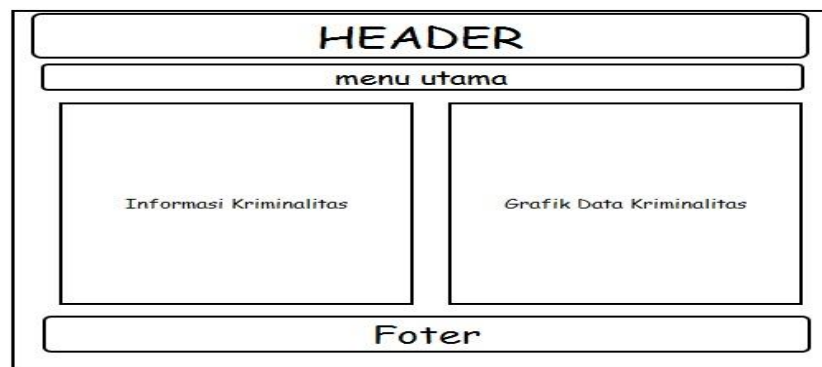 HEADER
menu utama
Informasi Kriminalitas
Grafik Data Kriminalitas
Foter